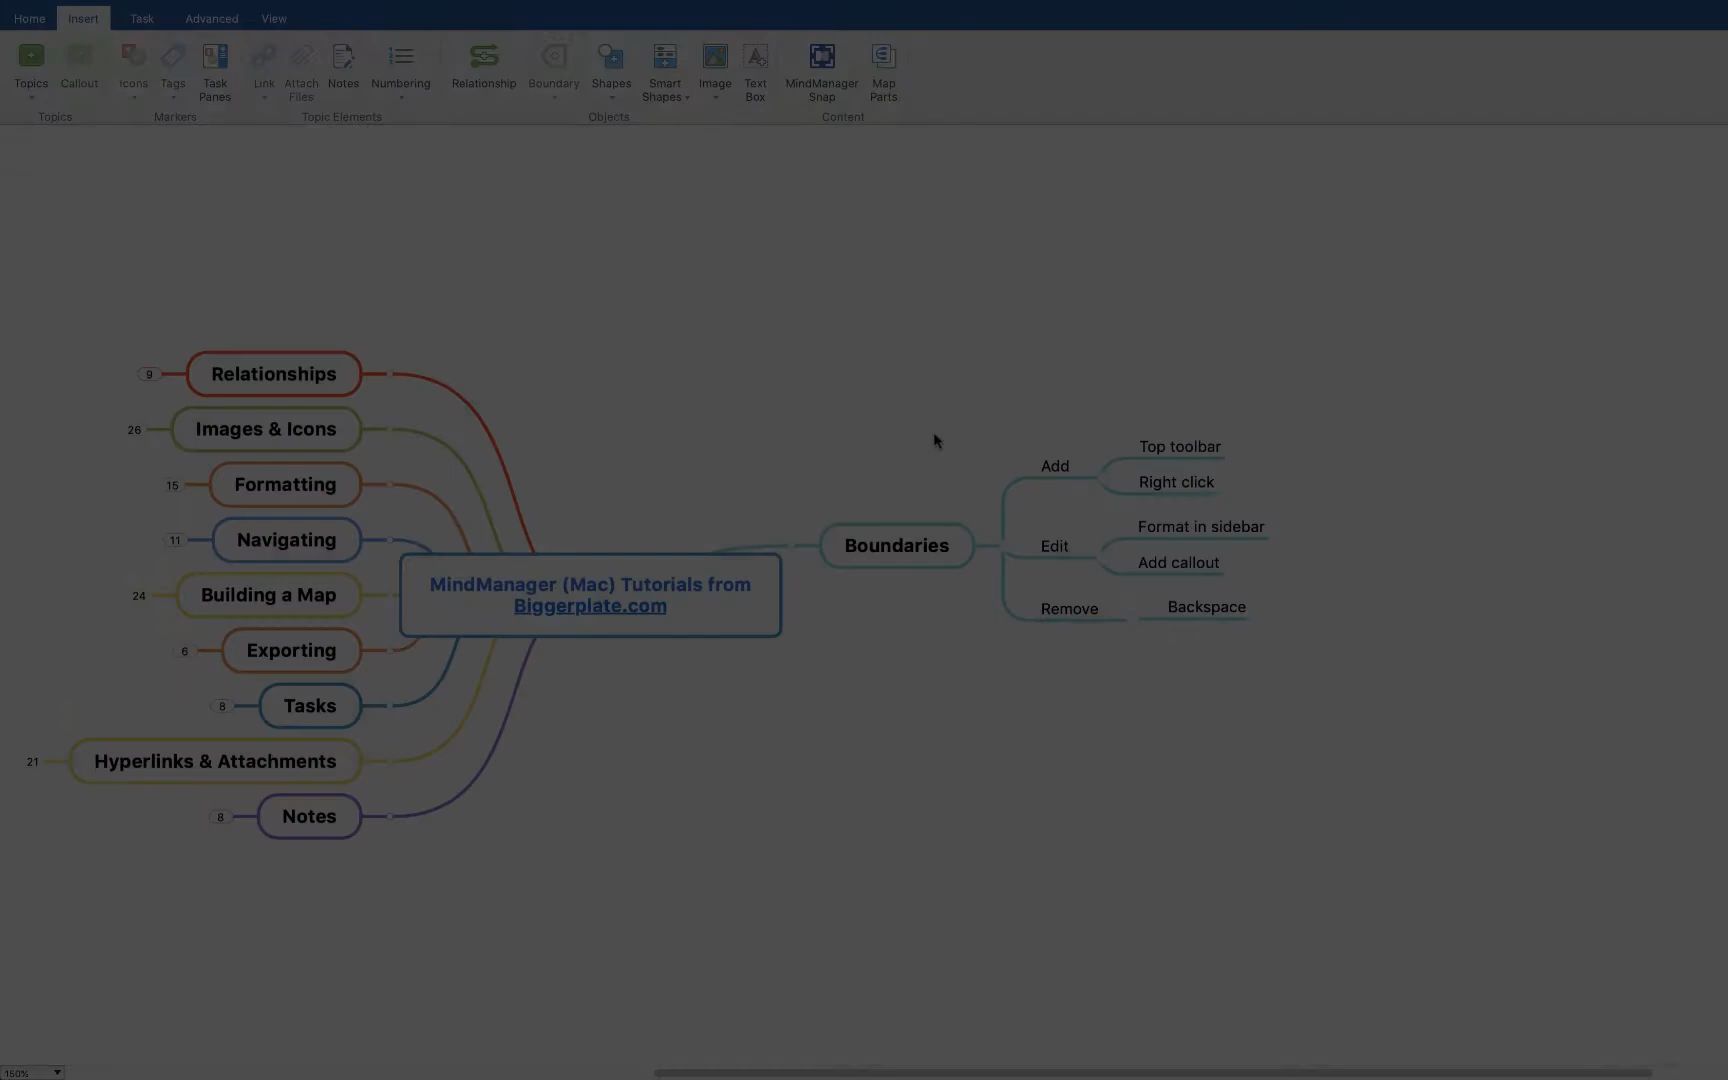 Home Insert Task Advanced View
Topics Callout Icons Tags Task Panes Link Attach Files Notes Numbering Relationship Boundary Shapes Smart Shapes Image Text Box MindManager Snap Map Parts
Topics Markers Topic Elements Objects Content
9 Relationships
26 Images & Icons
15 Formatting
11 Navigating
24 Building a Map
6 Exporting
8 Tasks
21 Hyperlinks & Attachments
8 Notes
MindManager (Mac) Tutorials from
Biggerplate.com
Boundaries
Add
Top toolbar
Right click
Edit
Format in sidebar
Add callout
Remove
Backspace
150%